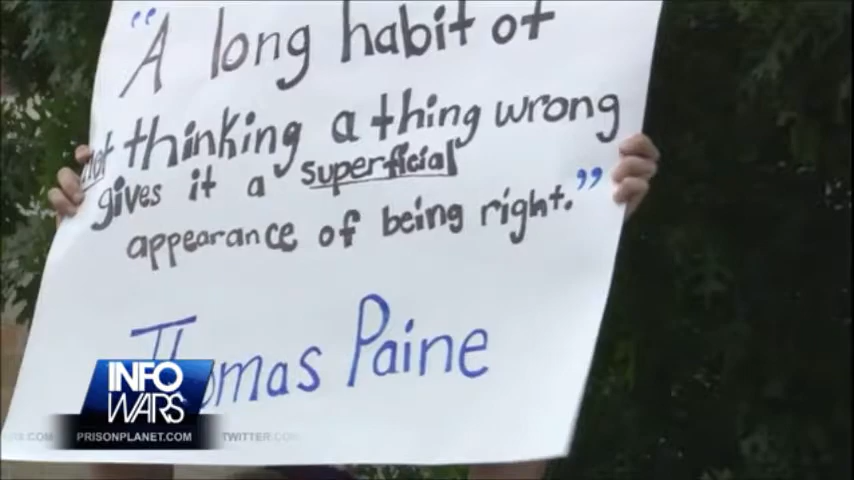 “A long habit of
not thinking a thing wrong
gives it a superficial
appearance of being right.”
Thomas Paine
INFO
WARS
PRISONPLANET.COM
TWITTER.COM